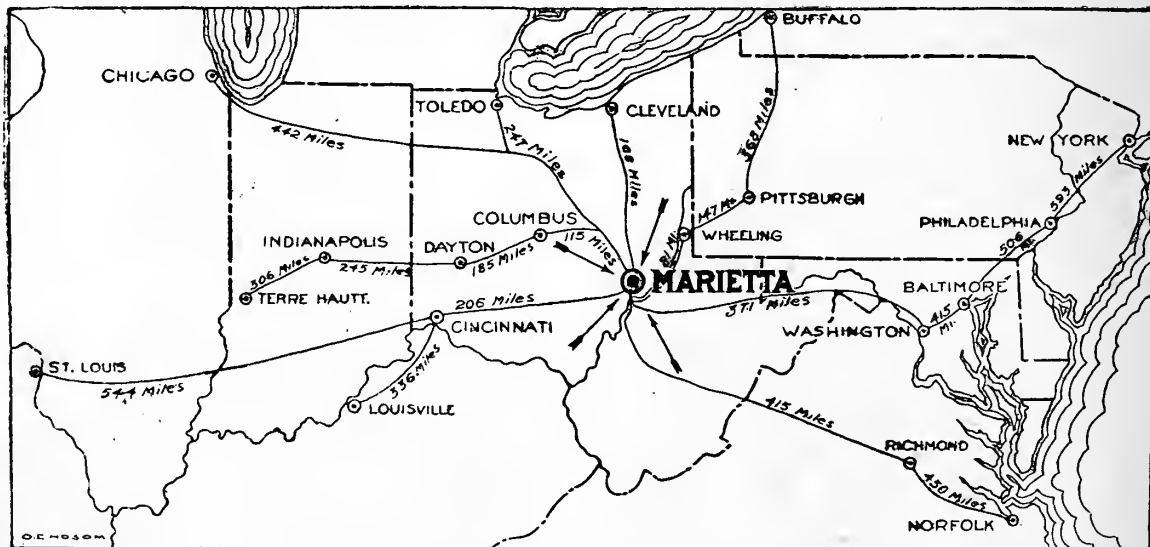 BUFFALO
CHICAGO
TOLEDO
CLEVELAND
442 Miles
247 Miles
168 Miles
368 Miles
NEW YORK
593 Miles
147 Mi.
PITTSBURGH
COLUMBUS
115 Miles
WHEELING
81 Mi.
PHILADELPHIA
506 Mi.
INDIANAPOLIS
DAYTON
185 Miles
306 Miles
245 Miles
MARIETTA
TERRE HAUTT.
206 Miles
371 Miles
BALTIMORE
CINCINNATI
WASHINGTON
415 MI.
ST. LOUIS
544 Miles
336 Miles
LOUISVILLE
415 Miles
RICHMOND
450 Miles
NORFOLK